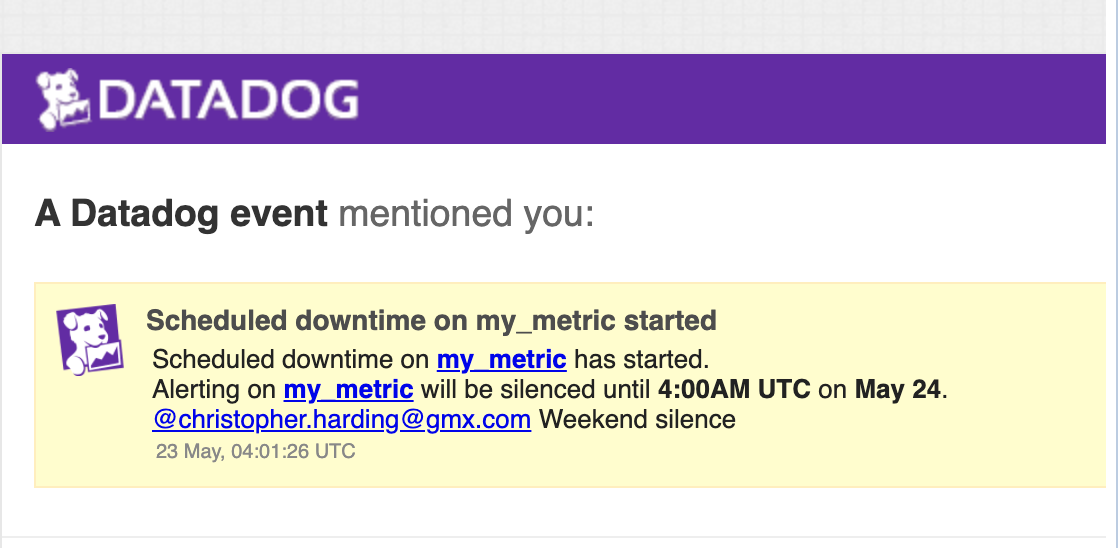 DATADOG
A Datadog event mentioned you:
Scheduled downtime on my_metric started
Scheduled downtime on my_metric has started.
Alerting on my_metric will be silenced until 4:00AM UTC on May 24.
@christopher.harding@gmx.com Weekend silence
23 May, 04:01:26 UTC